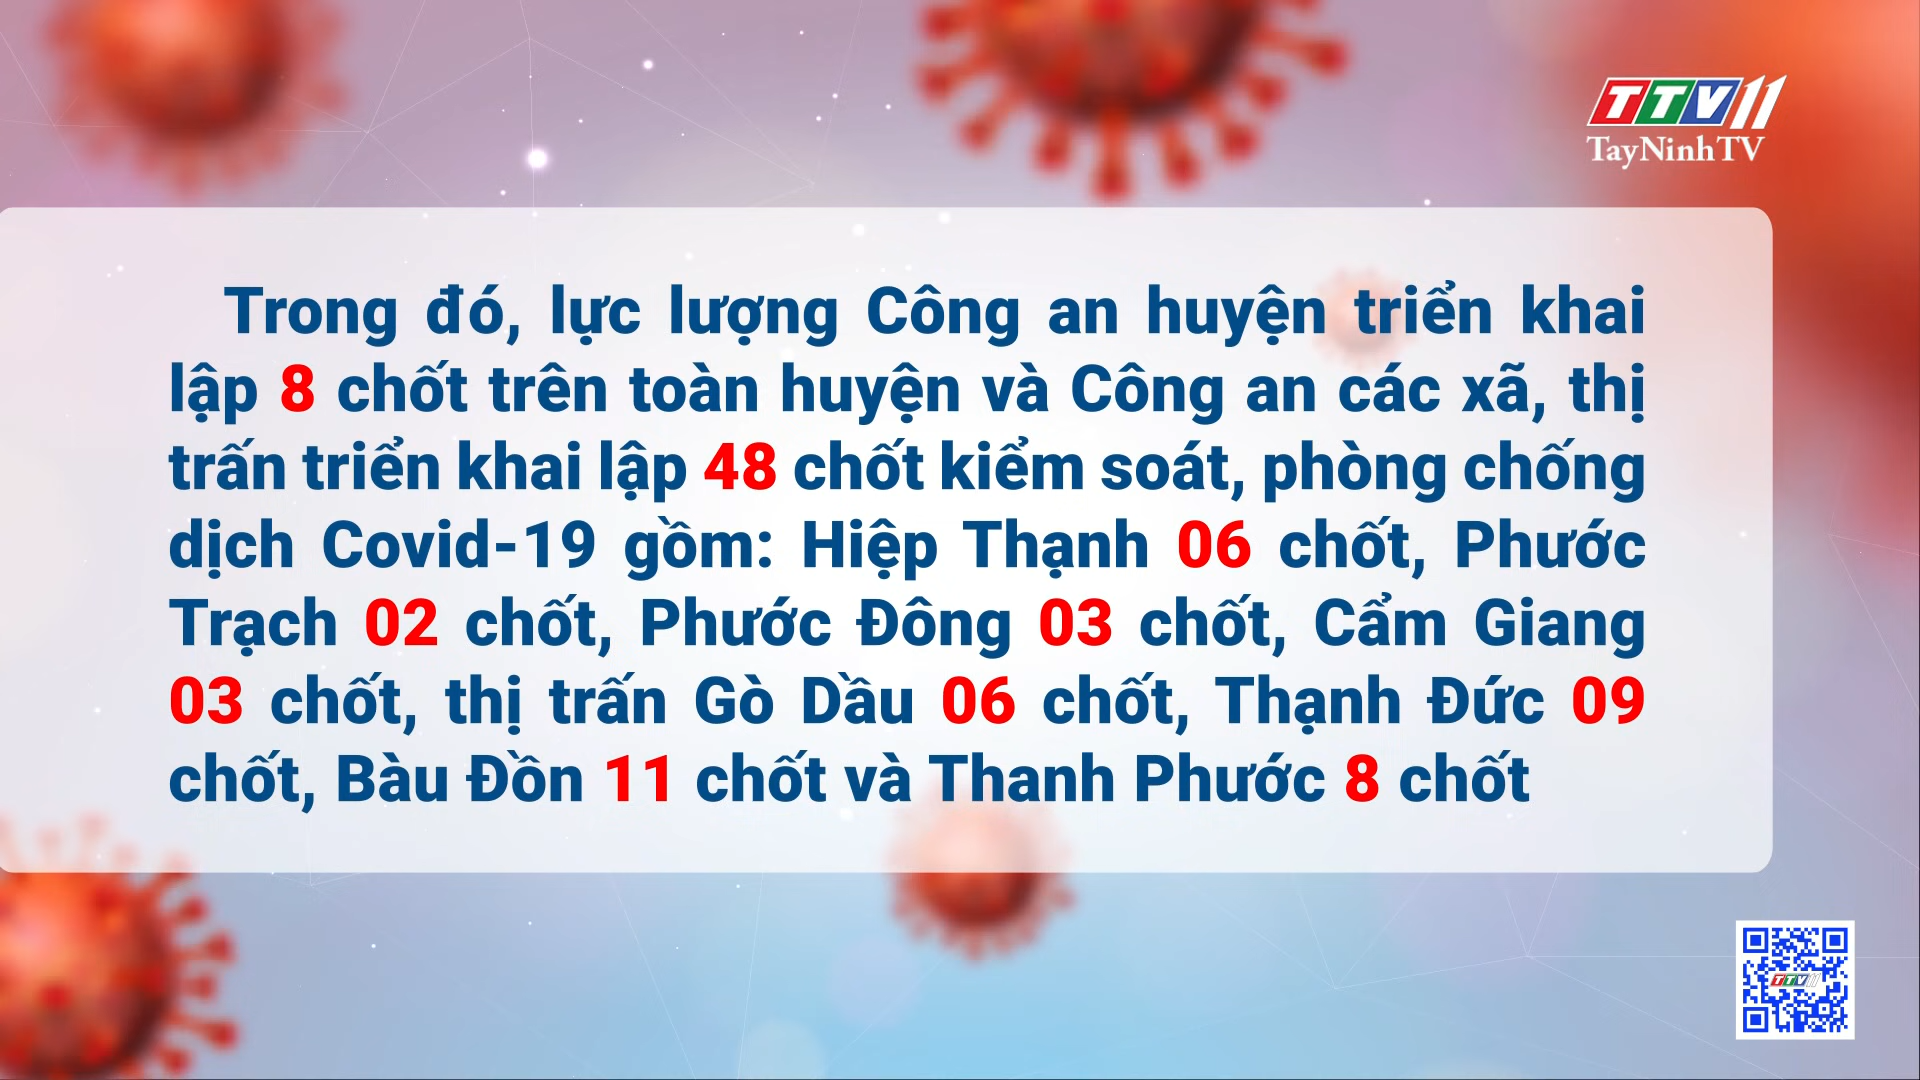 TTV11
TayNinhTV
Trong đó, lực lượng Công an huyện triển khai
lập 8 chốt trên toàn huyện và Công an các xã, thị
trấn triển khai lập 48 chốt kiểm soát, phòng chống
dịch Covid-19 gồm: Hiệp Thạnh 06 chốt, Phước
Trạch 02 chốt, Phước Đông 03 chốt, Cẩm Giang
03 chốt, thị trấn Gò Dầu 06 chốt, Thạnh Đức 09
chốt, Bàu Đồn 11 chốt và Thanh Phước 8 chốt
TTV11